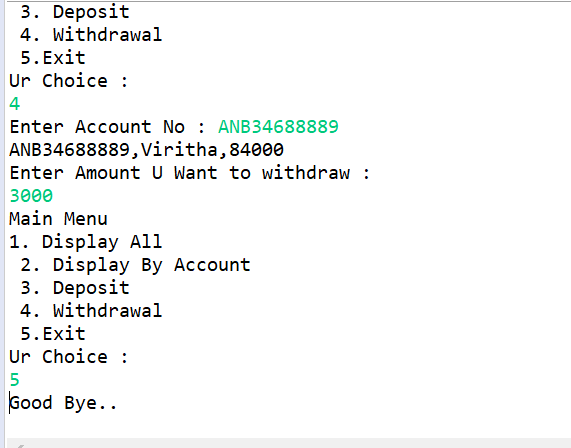 3. Deposit
4. Withdrawal
5.Exit
Ur Choice :
4
Enter Account No : ANB34688889
ANB34688889,Viritha,84000
Enter Amount U Want to withdraw :
3000
Main Menu
1. Display All
2. Display By Account
3. Deposit
4. Withdrawal
5.Exit
Ur Choice :
5
Good Bye..